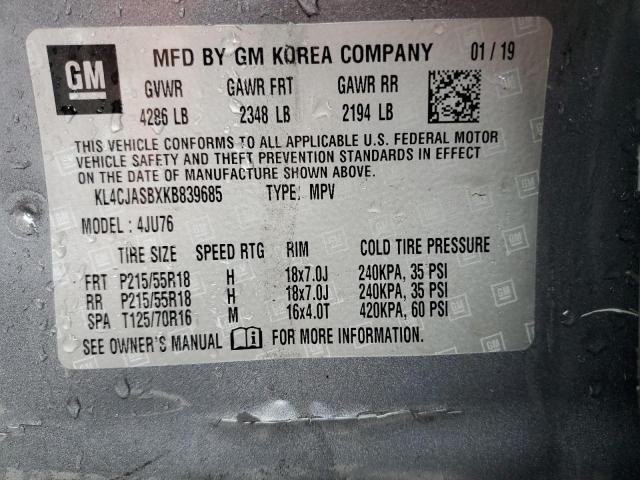 GM
MFD BY GM KOREA COMPANY 01/19
GVWR GAWR FRT GAWR RR
4286 LB 2348 LB 2194 LB
THIS VEHICLE CONFORMS TO ALL APPLICABLE U.S. FEDERAL MOTOR
VEHICLE SAFETY AND THEFT PREVENTION STANDARDS IN EFFECT
ON THE DATE OF MANUFACTURE SHOWN ABOVE.
KL4CJASBXKB839685 TYPE: MPV
MODEL: 4JU76
TIRE SIZE SPEED RTG RIM COLD TIRE PRESSURE
FRT P215/55R18 H 18x7.0J 240KPA, 35 PSI
RR P215/55R18 H 18x7.0J 240KPA, 35 PSI
SPA T125/70R16 M 16x4.0T 420KPA, 60 PSI
SEE OWNER'S MANUAL FOR MORE INFORMATION.